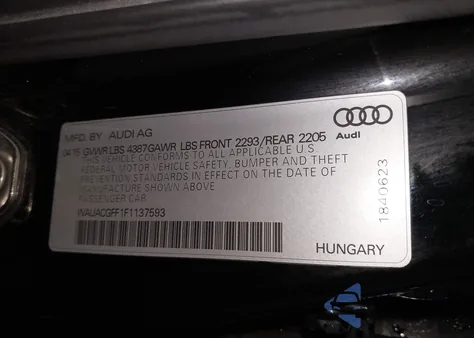 MFD. BY AUDI AG
04.15 GVWR LBS 4387 GAWR LBS FRONT 2293/REAR 2205
THIS VEHICLE CONFORMS TO ALL APPLICABLE U.S.
FEDERAL MOTOR VEHICLE SAFETY, BUMPER AND THEFT
PREVENTION STANDARDS IN EFFECT ON THE DATE OF
MANUFACTURE SHOWN ABOVE
PASSENGER CAR
WAUACGFF1F1137593
Audi
1840623
HUNGARY